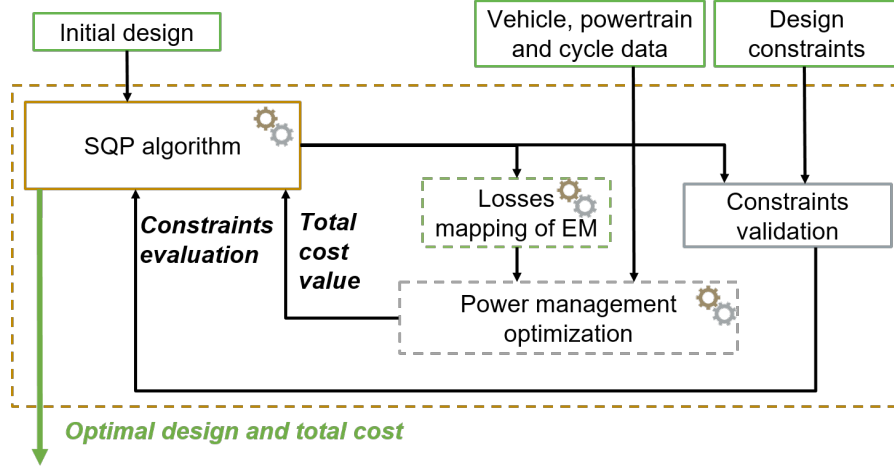 Initial design
Vehicle, powertrain
and cycle data
Design
constraints
SQP algorithm
Losses
mapping of EM
Constraints
validation
Constraints
evaluation
Total
cost
value
Power management
optimization
Optimal design and total cost